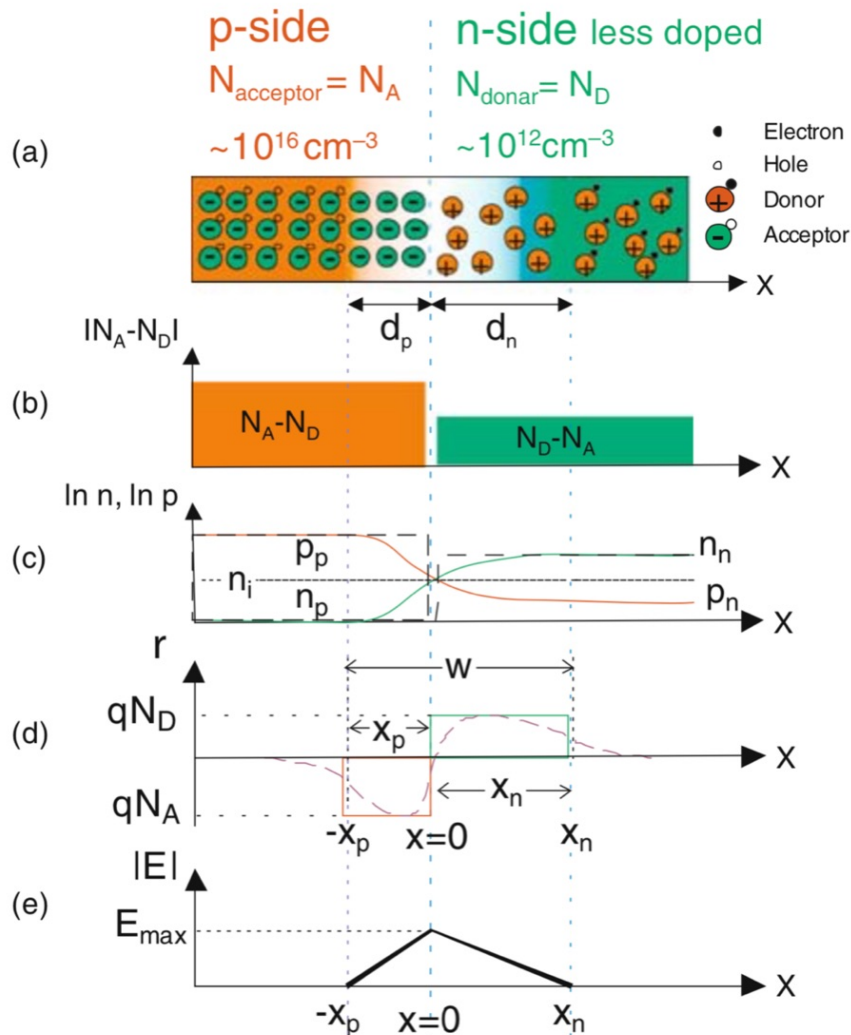 p-side
n-side less doped
Nacceptor= NA
Ndonar= ND
~10¹⁶cm⁻³
~10¹²cm⁻³
(a)
Electron
Hole
Donor
Acceptor
X
dp
dn
|NA-ND|
(b)
NA-ND
ND-NA
X
ln n, ln p
(c)
pp
nn
ni
np
pn
X
r
w
qND
(d)
xp
X
xn
qNA
-xp
x=0
xn
|E|
(e)
Emax
X
-xp
x=0
xn